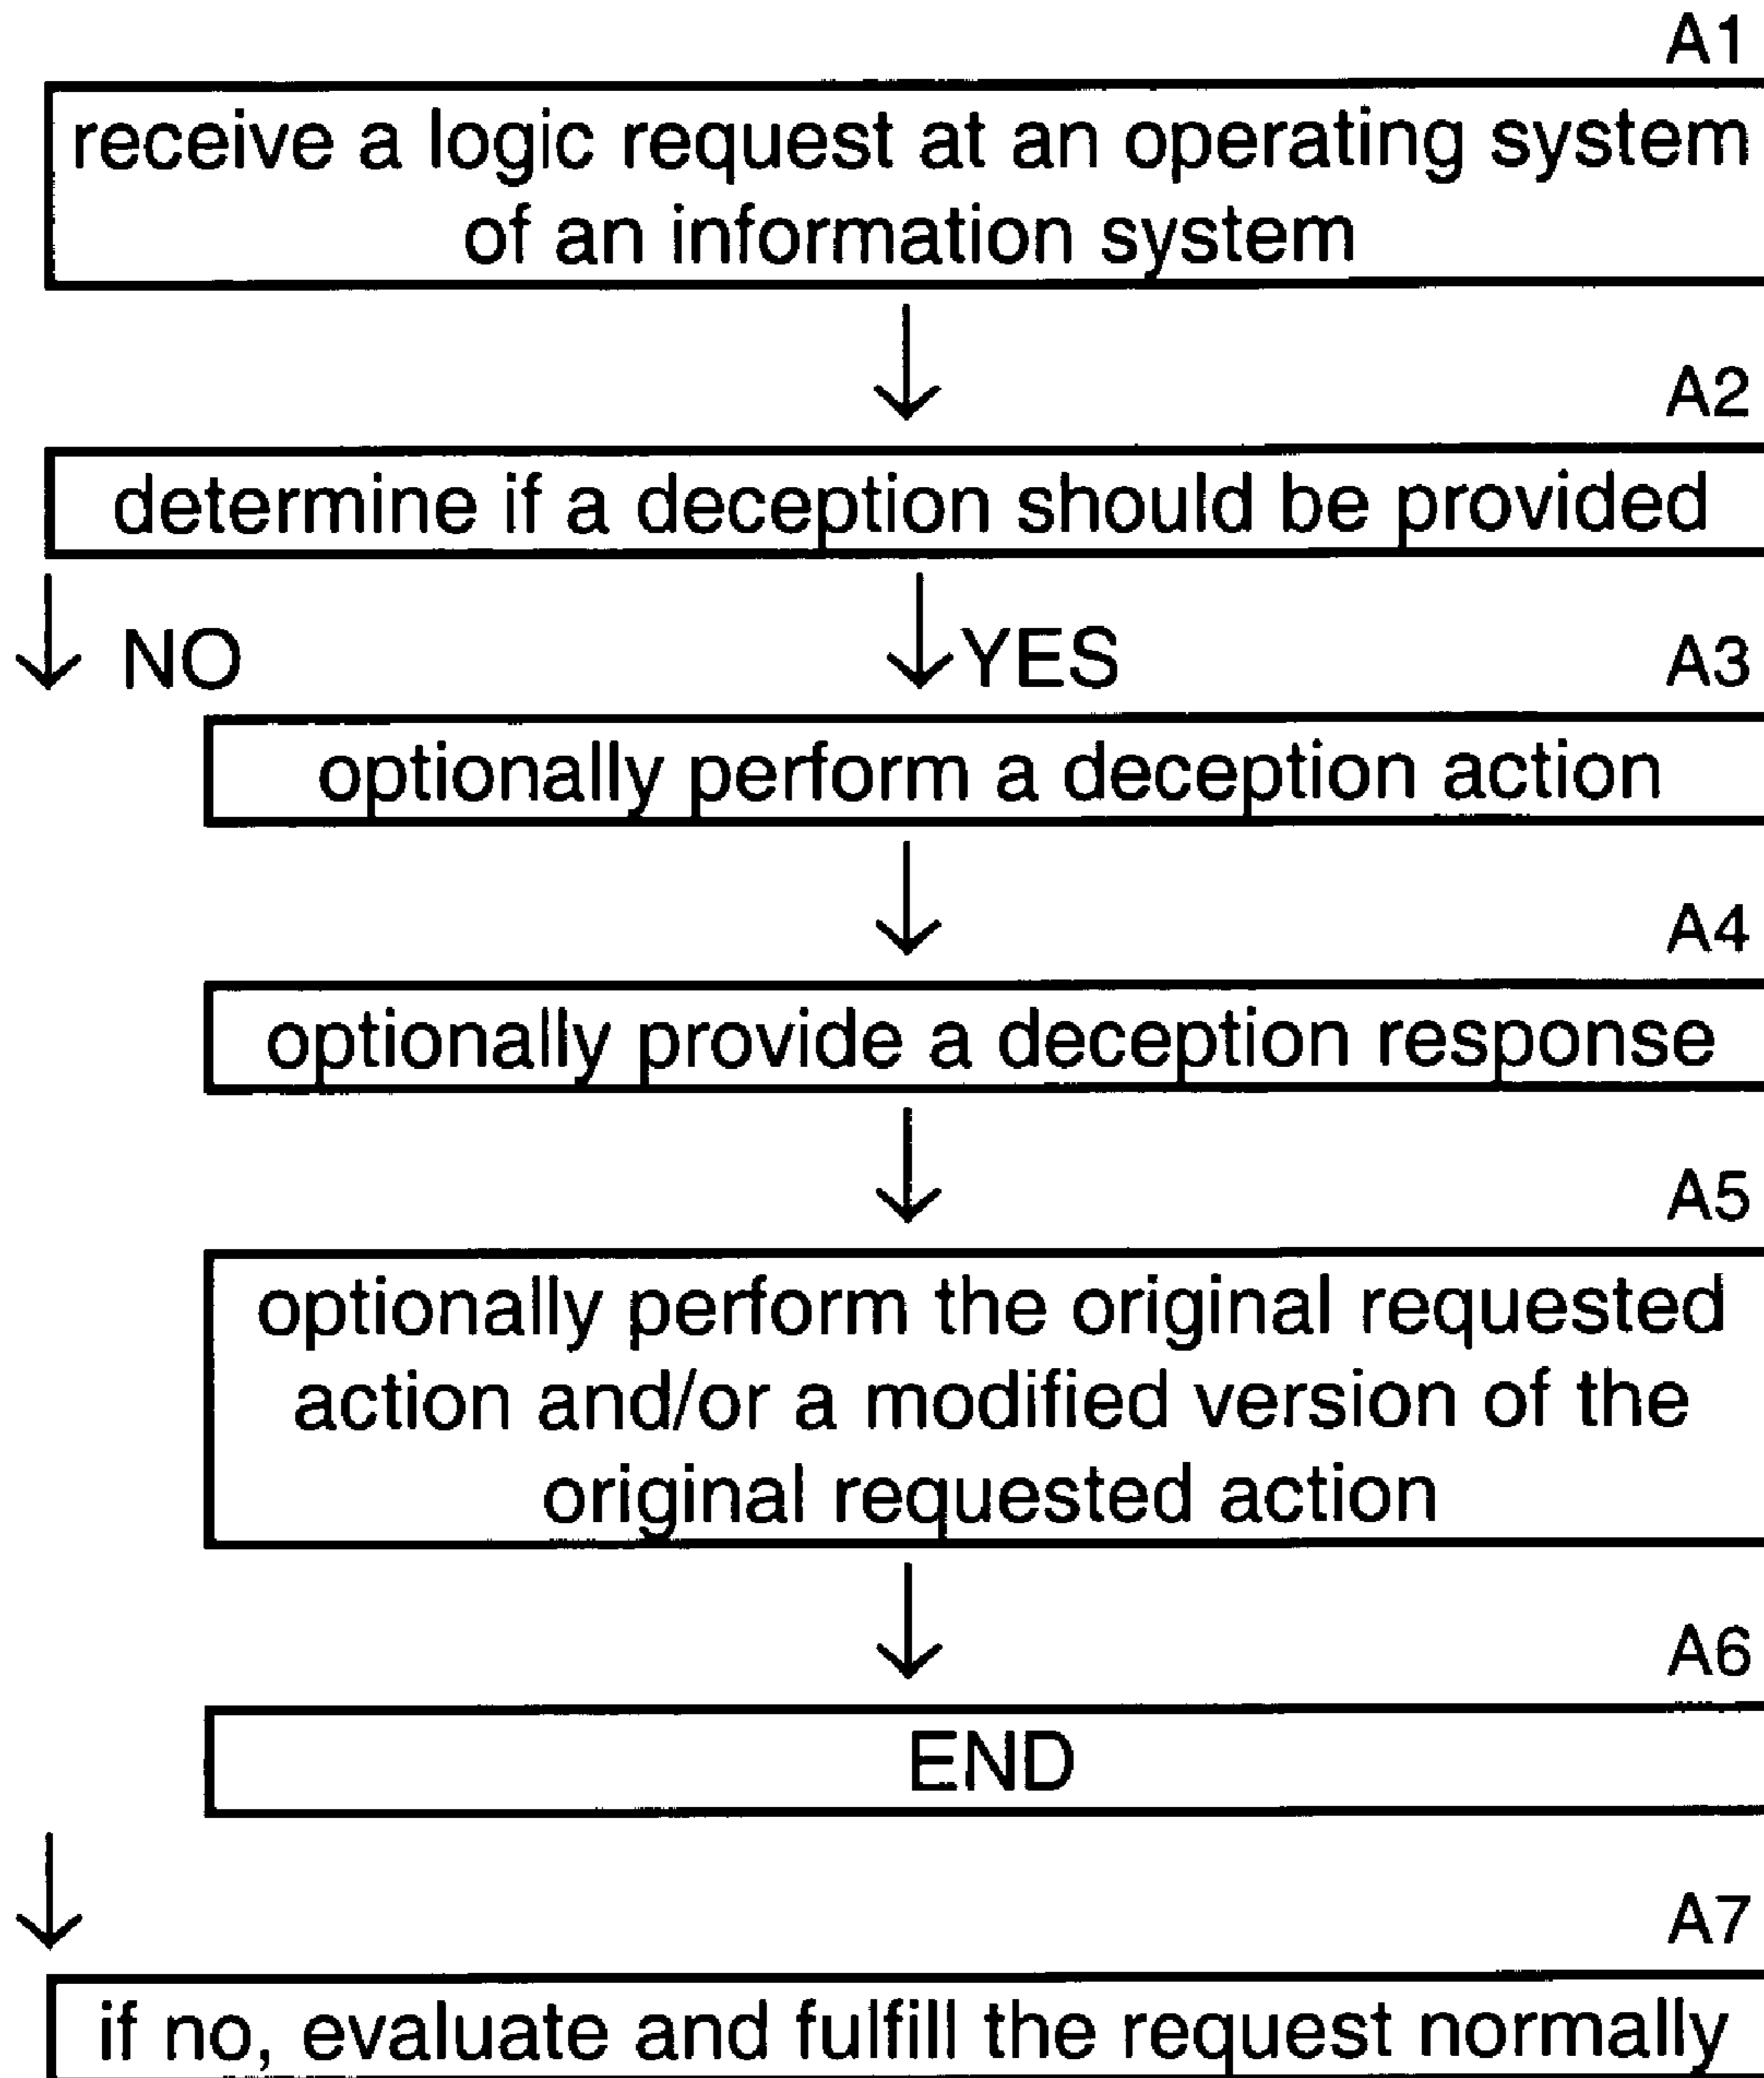 A1
receive a logic request at an operating system
of an information system
A2
determine if a deception should be provided
NO
YES
A3
optionally perform a deception action
A4
optionally provide a deception response
A5
optionally perform the original requested
action and/or a modified version of the
original requested action
A6
END
A7
if no, evaluate and fulfill the request normally